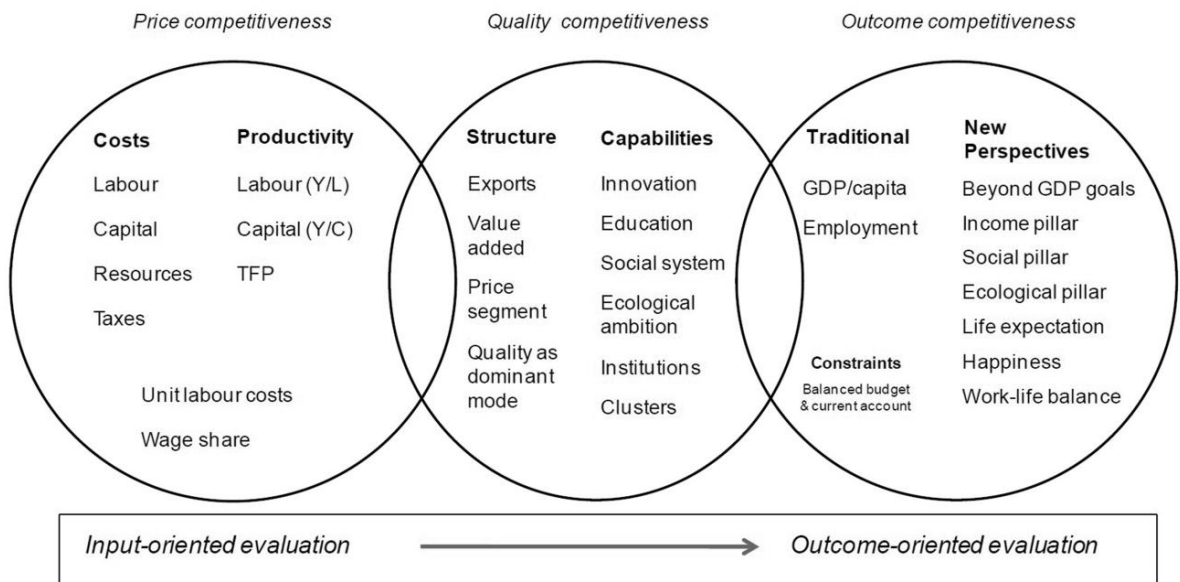 Price competitiveness
Quality competitiveness
Outcome competitiveness
Costs
Labour
Capital
Resources
Taxes
Productivity
Labour (Y/L)
Capital (Y/C)
TFP
Unit labour costs
Wage share
Structure
Exports
Value
added
Price
segment
Quality as
dominant
mode
Capabilities
Innovation
Education
Social system
Ecological
ambition
Institutions
Clusters
Traditional
GDP/capita
Employment
Constraints
Balanced budget
& current account
New
Perspectives
Beyond GDP goals
Income pillar
Social pillar
Ecological pillar
Life expectation
Happiness
Work-life balance
Input-oriented evaluation
Outcome-oriented evaluation